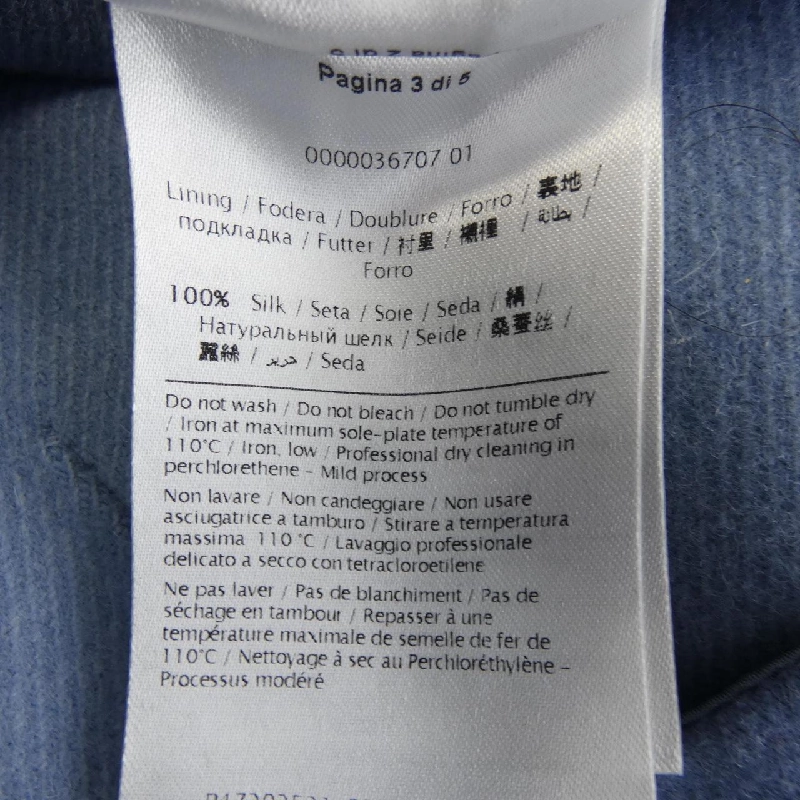 Pagina 3 di 5
0000036707 01
Lining / Fodera / Doublure / Forro / 裏地 /
подкладка / Futter / 衬里 / 襯裡 / بطانة /
Forro
100% Silk / Seta / Soie / Seda / 絹 /
Натуральный шелк / Seide / 桑蚕丝 /
蠶絲 / حرير / Seda
Do not wash / Do not bleach / Do not tumble dry
/ Iron at maximum sole-plate temperature of
110°C / Iron, low / Professional dry cleaning in
perchlorethene - Mild process
Non lavare / Non candeggiare / Non usare
asciugatrice a tamburo / Stirare a temperatura
massima 110 °C / Lavaggio professionale
delicato a secco con tetracloroetilene
Ne pas laver / Pas de blanchiment / Pas de
séchage en tambour / Repasser à une
température maximale de semelle de fer de
110°C / Nettoyage à sec au Perchloréthylène -
Processus modéré